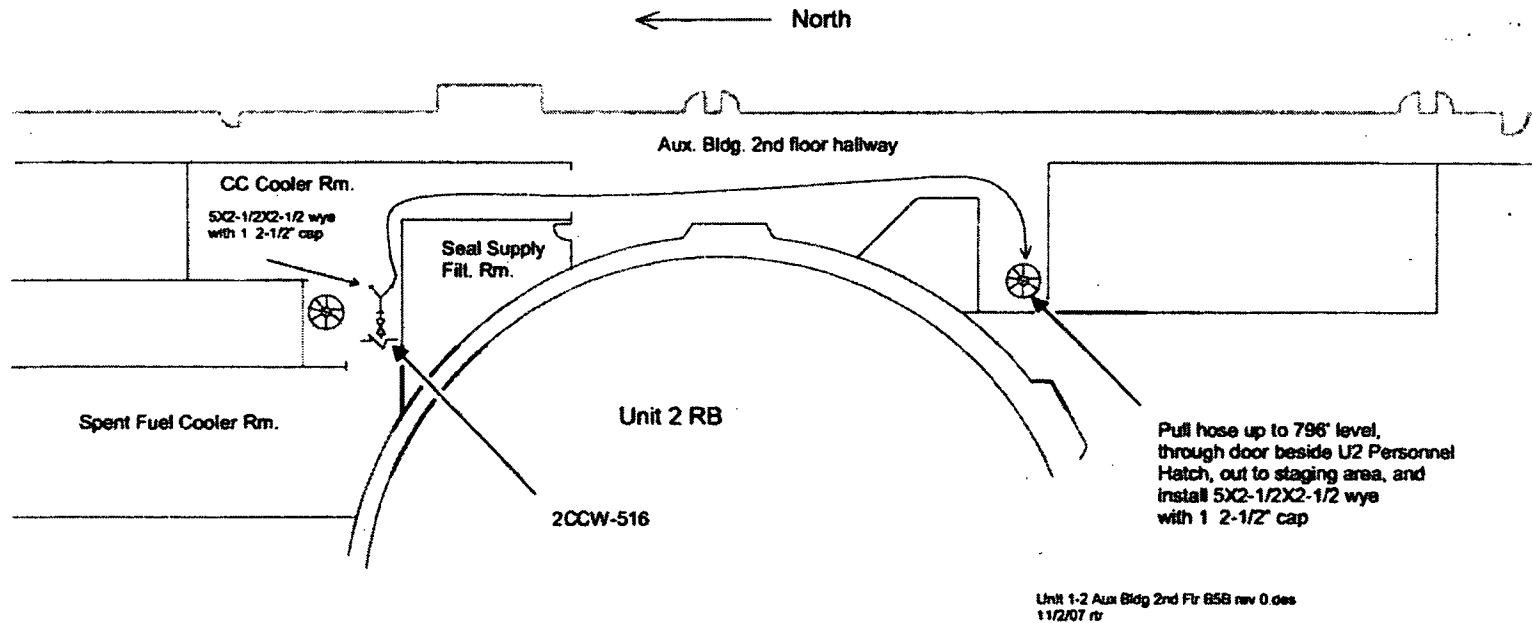 North
Aux. Bldg. 2nd floor hallway
CC Cooler Rm.
5X2-1/2X2-1/2 wye
with 1 2-1/2" cap
Seal Supply
Filt. Rm.
Spent Fuel Cooler Rm.
Unit 2 RB
2CCW-516
Pull hose up to 796' level,
through door beside U2 Personnel
Hatch, out to staging area, and
install 5X2-1/2X2-1/2 wye
with 1 2-1/2" cap
Unit 1-2 Aux Bldg 2nd Flr B5B rev 0.des
11/2/07 rtr